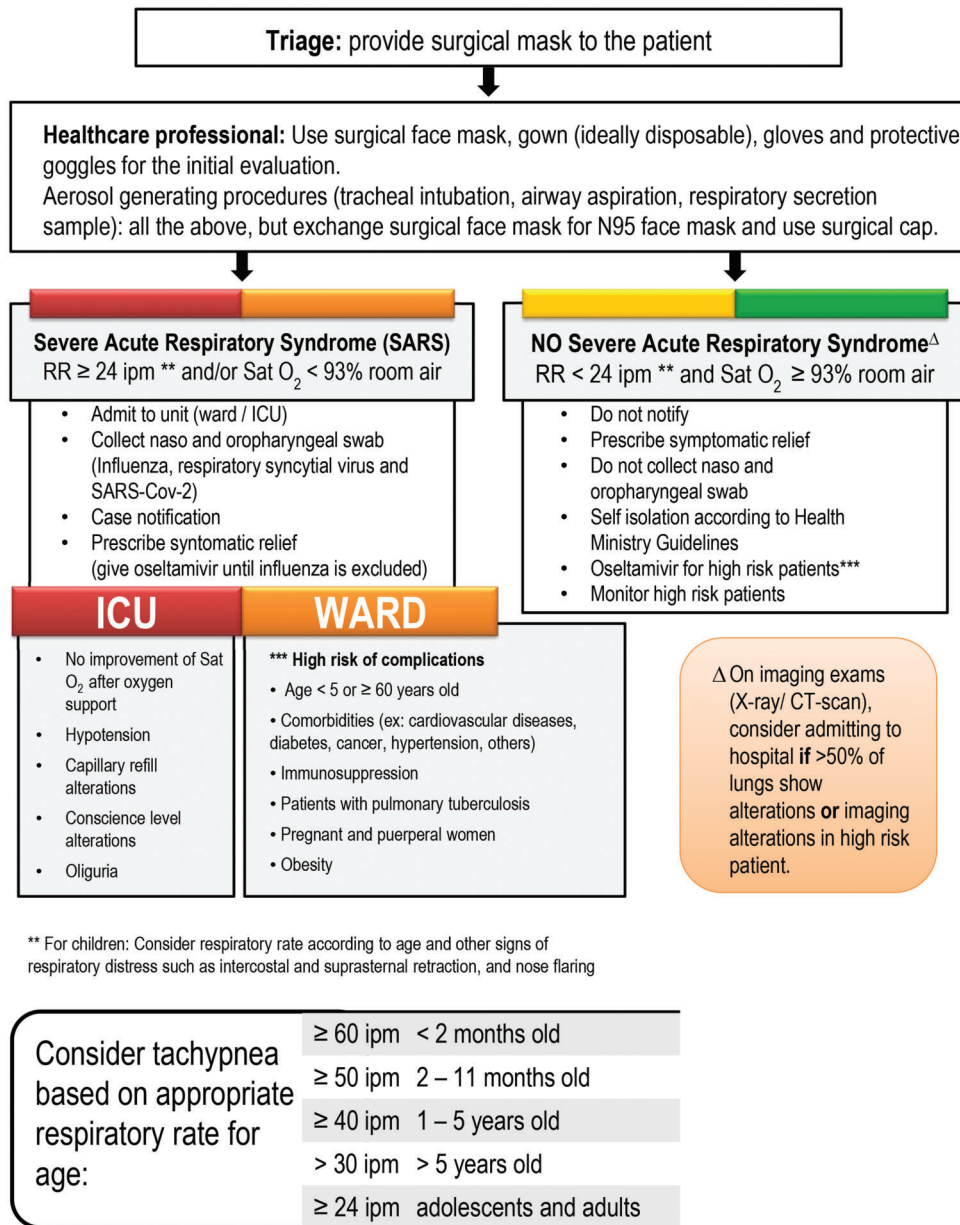 Triage: provide surgical mask to the patient
Healthcare professional: Use surgical face mask, gown (ideally disposable), gloves and protective
goggles for the initial evaluation.
Aerosol generating procedures (tracheal intubation, airway aspiration, respiratory secretion
sample): all the above, but exchange surgical face mask for N95 face mask and use surgical cap.
Severe Acute Respiratory Syndrome (SARS)
RR ≥ 24 ipm ** and/or Sat O2 < 93% room air
• Admit to unit (ward / ICU)
• Collect naso and oropharyngeal swab
(Influenza, respiratory syncytial virus and
SARS-Cov-2)
• Case notification
• Prescribe syntomatic relief
(give oseltamivir until influenza is excluded)
NO Severe Acute Respiratory SyndromeΔ
RR < 24 ipm ** and Sat O2 ≥ 93% room air
• Do not notify
• Prescribe symptomatic relief
• Do not collect naso and
oropharyngeal swab
• Self isolation according to Health
Ministry Guidelines
• Oseltamivir for high risk patients***
• Monitor high risk patients
ICU
• No improvement of Sat
O2 after oxygen
support
• Hypotension
• Capillary refill
alterations
• Conscience level
alterations
• Oliguria
WARD
*** High risk of complications
• Age < 5 or ≥ 60 years old
• Comorbidities (ex: cardiovascular diseases,
diabetes, cancer, hypertension, others)
• Immunosuppression
• Patients with pulmonary tuberculosis
• Pregnant and puerperal women
• Obesity
Δ On imaging exams
(X-ray/ CT-scan),
consider admitting to
hospital if >50% of
lungs show
alterations or imaging
alterations in high risk
patient.
** For children: Consider respiratory rate according to age and other signs of
respiratory distress such as intercostal and suprasternal retraction, and nose flaring
Consider tachypnea
based on appropriate
respiratory rate for
age:
≥ 60 ipm < 2 months old
≥ 50 ipm 2 – 11 months old
≥ 40 ipm 1 – 5 years old
> 30 ipm > 5 years old
≥ 24 ipm adolescents and adults